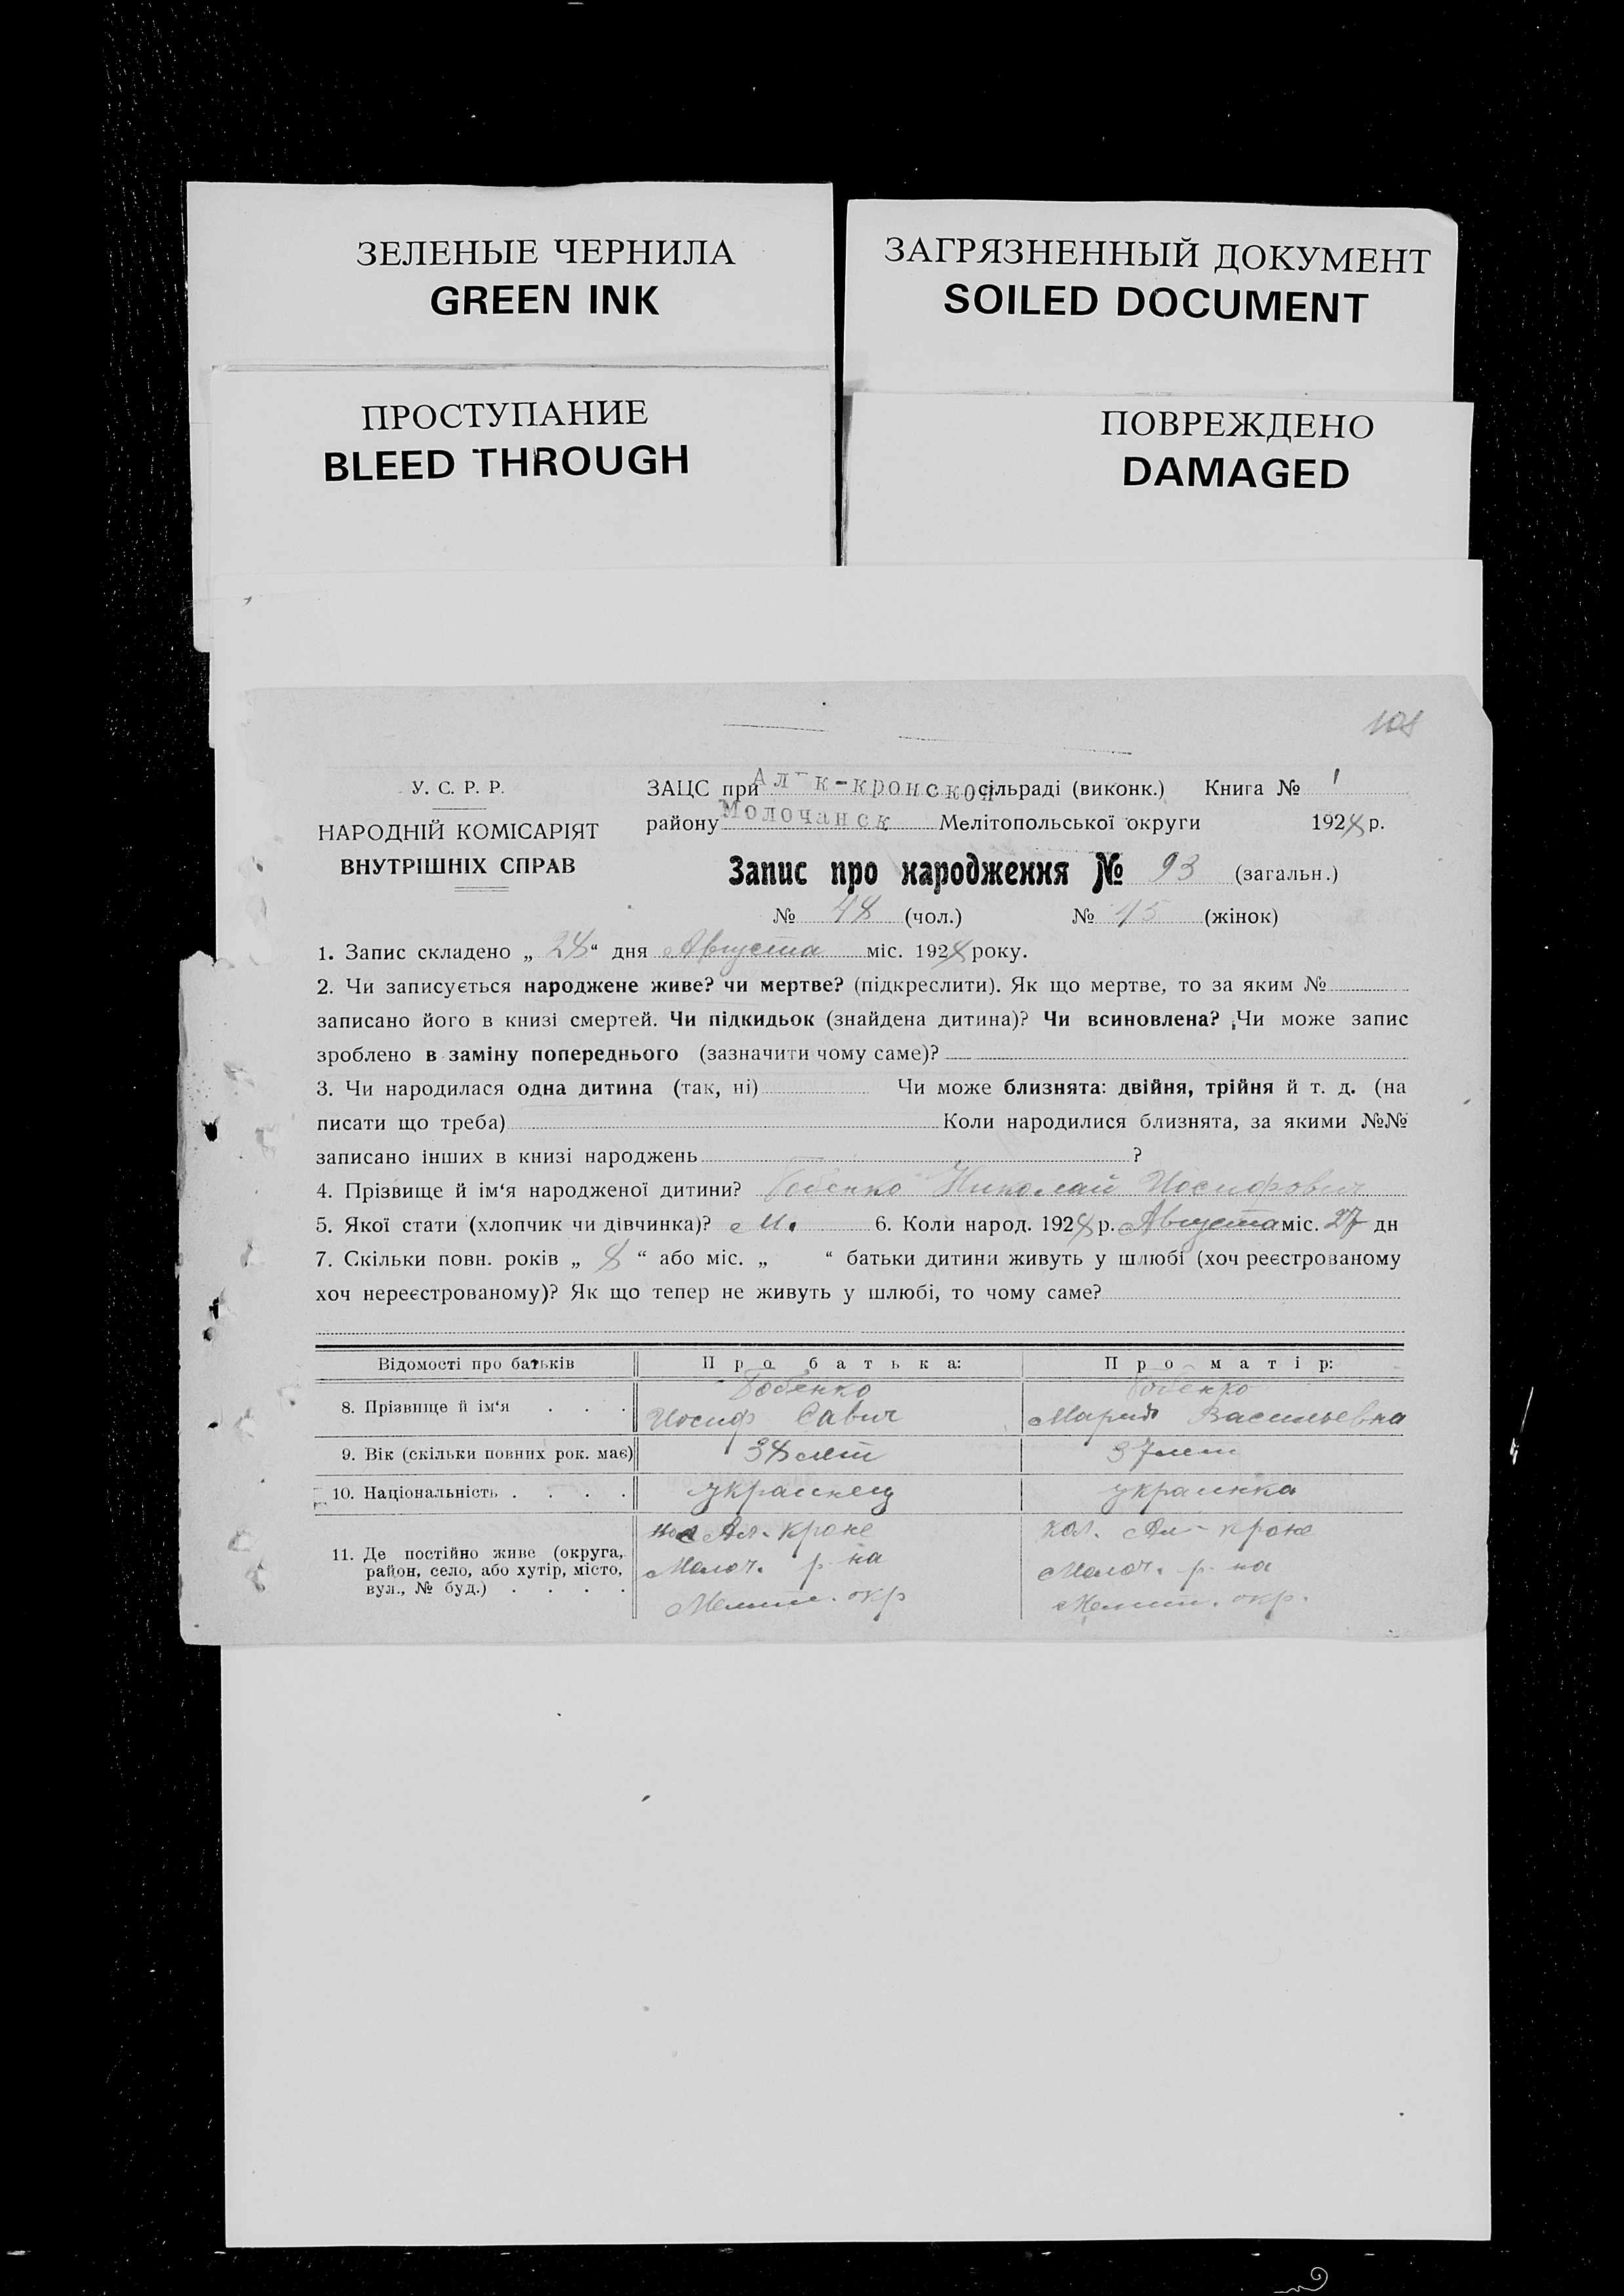 ЗЕЛЕНЫЕ ЧЕРНИЛА
GREEN INK
ЗАГРЯЗНЕННЫЙ ДОКУМЕНТ
SOILED DOCUMENT
ПРОСТУПАНИЕ
BLEED THROUGH
ПОВРЕЖДЕНО
DAMAGED
У. С. Р. Р.
НАРОДНІЙ КОМІСАРІЯТ
ВНУТРІШНІХ СПРАВ
ЗАЦС при к-кронской сільраді (виконк.) Книга № 1
району Молочанск Мелітопольської округи 1928 р.
Запис про народження № 93 (загальн.)
№ 48 (чол.) № 45 (жінок)
1. Запис складено „ 28 “ дня Августа міс. 1928 року.
2. Чи записується народжене живе? чи мертве? (підкреслити). Як що мертве, то за яким №
записано його в книзі смертей. Чи підкидьок (знайдена дитина)? Чи всиновлена? Чи може запис
зроблено в заміну попереднього (зазначити чому саме)?
3. Чи народилася одна дитина (так, ні) Чи може близнята: двійня, трійня й т. д. (на
писати що треба) Коли народилися близнята, за якими №№
записано інших в книзі народжень ?
4. Прізвище й ім‘я народженої дитини? Николай Иосифович
5. Якої стати (хлопчик чи дівчинка)? м. 6. Коли народ. 1928 р. Августа міс. 27 дн
7. Скільки повн. років „ 8 “ або міс. „ “ батьки дитини живуть у шлюбі (хоч реєстрованому
хоч нереєстрованому)? Як що тепер не живуть у шлюбі, то чому саме?
Відомості про батьків Про батька: Про матір:
8. Прізвище й ім‘я . . .
Иосиф Савич Мария Васильевна
9. Вік (скільки повних рок. має) 38 лет 37 лет
10. Національність . . . . украинец украинка
11. Де постійно живе (округа, район, село, або хутір, місто, вул., № буд.) . . . .
Ал-кроне кол. Ал-кроне
Молоч. р-на Молоч. р-на
Мелит. окр Мелит. окр.